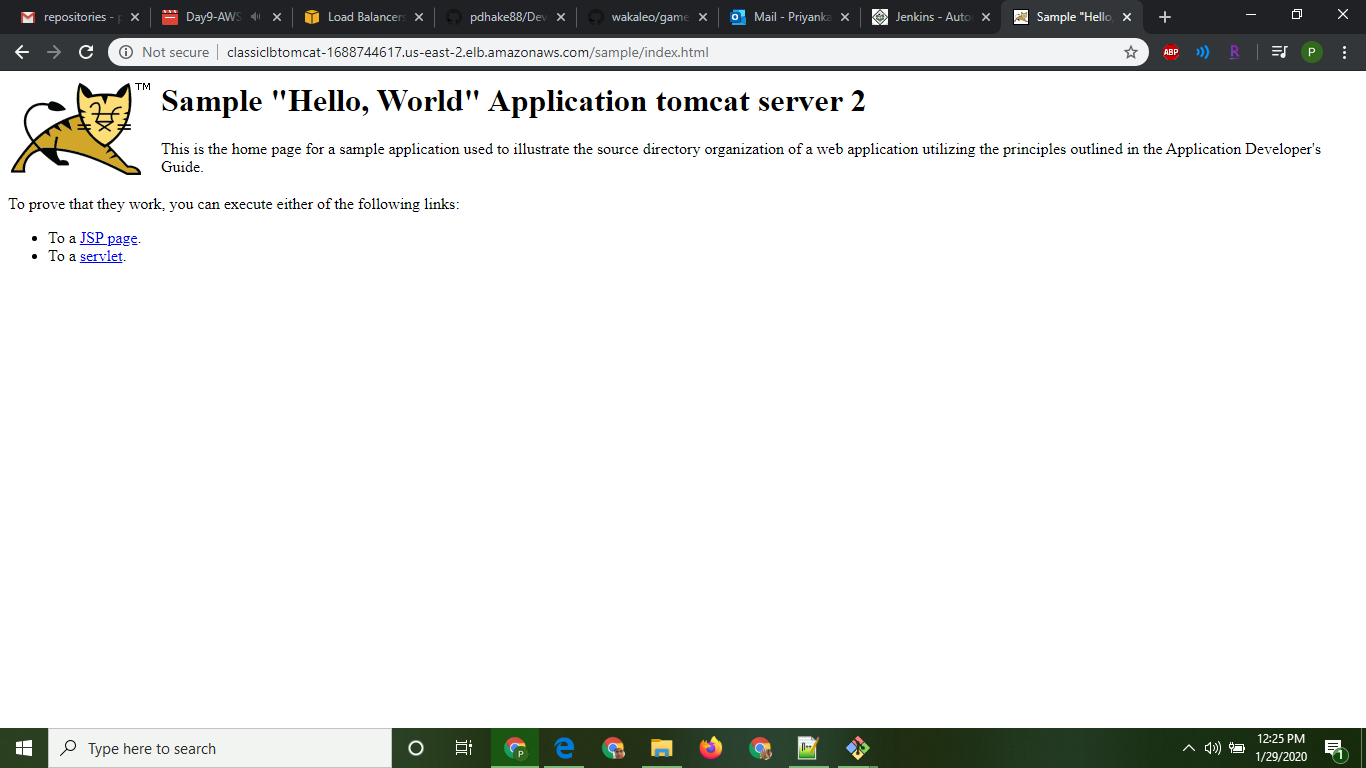 repositories - p
Day9-AWS
Load Balancers
pdhake88/Dev
wakaleo/game
Mail - Priyanka
Jenkins - Auto
Sample "Hello,
Not secure
classiclbtomcat-1688744617.us-east-2.elb.amazonaws.com/sample/index.html
ABP
R
P
TM
Sample "Hello, World" Application tomcat server 2
This is the home page for a sample application used to illustrate the source directory organization of a web application utilizing the principles outlined in the Application Developer's
Guide.
To prove that they work, you can execute either of the following links:
• To a JSP page.
• To a servlet.
Type here to search
12:25 PM
1/29/2020
1